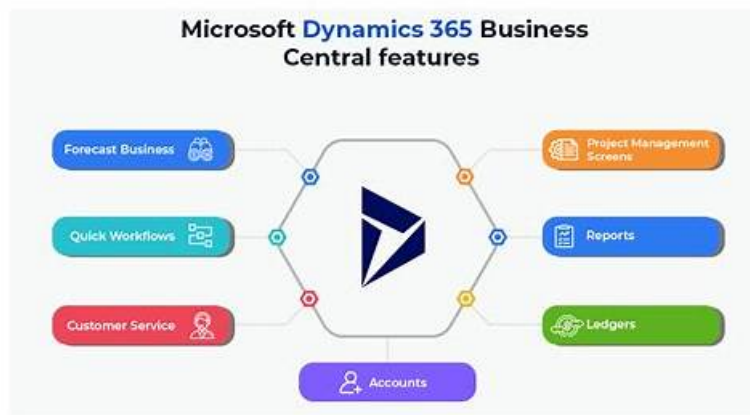 Microsoft Dynamics 365 Business
Central features
Forecast Business
Project Management
Screens
Quick Workflows
Reports
Customer Service
Ledgers
Accounts